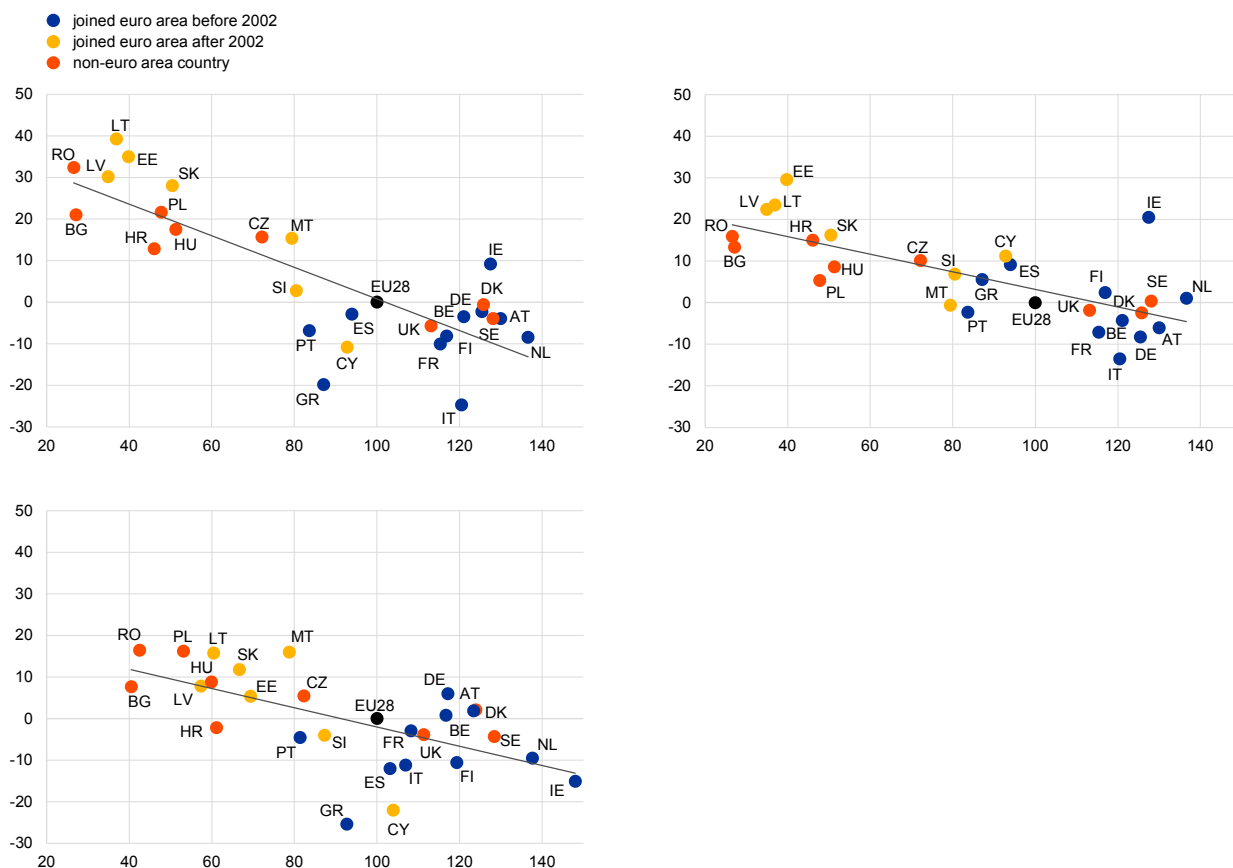 joined euro area before 2002
joined euro area after 2002
non-euro area country
50
40
30
20
10
0
-10
-20
-30
20 40 60 80 100 120 140
LT
RO
LV
EE
SK
BG
PL
HR
HU
CZ
MT
SI
IE
EU28
DE
DK
BE
PT
ES
UK
SE
AT
CY
FR
FI
NL
GR
IT
50
40
30
20
10
0
-10
-20
-30
20 40 60 80 100 120 140
EE
LV
LT
IE
RO
BG
HR
SK
CZ
CY
SI
ES
HU
PL
GR
MT
PT
FI
SE
NL
EU28
UK
DK
FR
BE
AT
DE
IT
50
40
30
20
10
0
-10
-20
-30
20 40 60 80 100 120 140
RO
PL
LT
MT
HU
SK
BG
LV
EE
CZ
HR
DE
AT
EU28
DK
PT
SI
FR
BE
UK
SE
NL
ES
IT
FI
IE
GR
CY